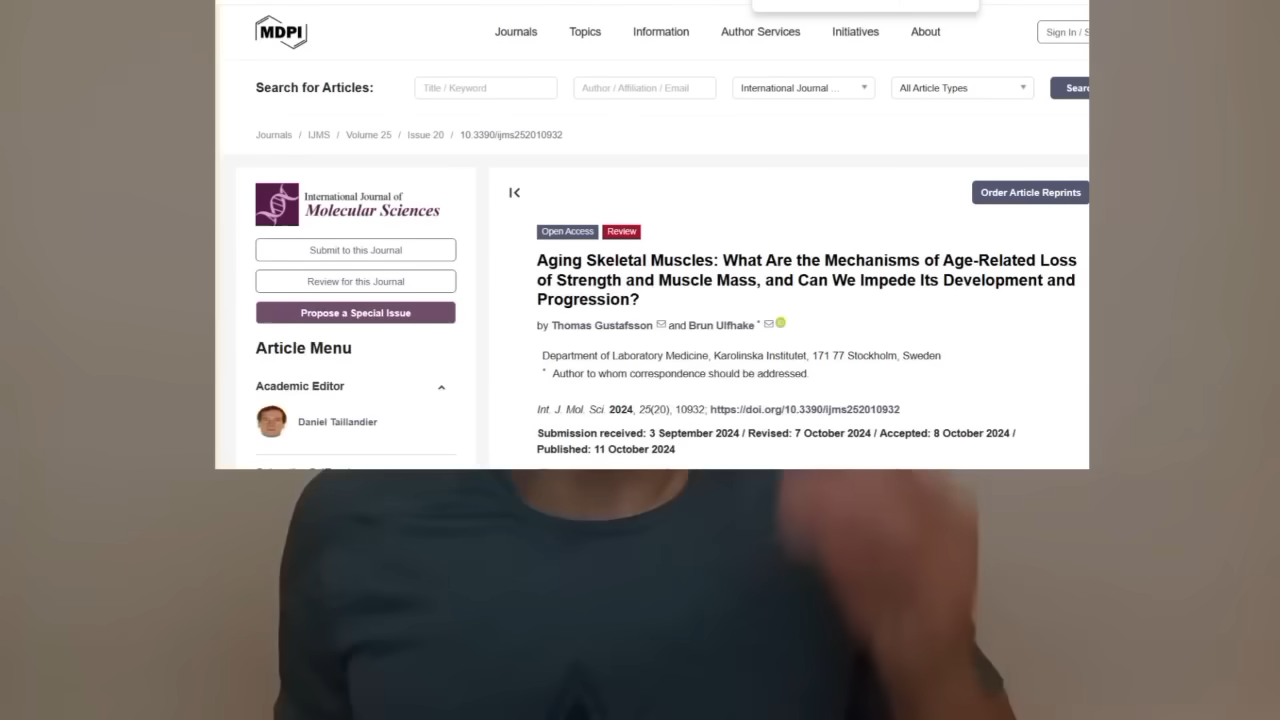 MDPI
Journals Topics Information Author Services Initiatives About
Sign In / S
Search for Articles:
Title / Keyword
Author / Affiliation / Email
International Journal ...
All Article Types
Sear
Journals / IJMS / Volume 25 / Issue 20 / 10.3390/ijms252010932
International Journal of
Molecular Sciences
Submit to this Journal
Review for this Journal
Propose a Special Issue
Article Menu
Academic Editor
Daniel Taillandier
Order Article Reprints
Open Access Review
Aging Skeletal Muscles: What Are the Mechanisms of Age-Related Loss
of Strength and Muscle Mass, and Can We Impede Its Development and
Progression?
by Thomas Gustafsson and Brun Ulfhake *
Department of Laboratory Medicine, Karolinska Institutet, 171 77 Stockholm, Sweden
* Author to whom correspondence should be addressed.
Int. J. Mol. Sci. 2024, 25(20), 10932; https://doi.org/10.3390/ijms252010932
Submission received: 3 September 2024 / Revised: 7 October 2024 / Accepted: 8 October 2024 /
Published: 11 October 2024